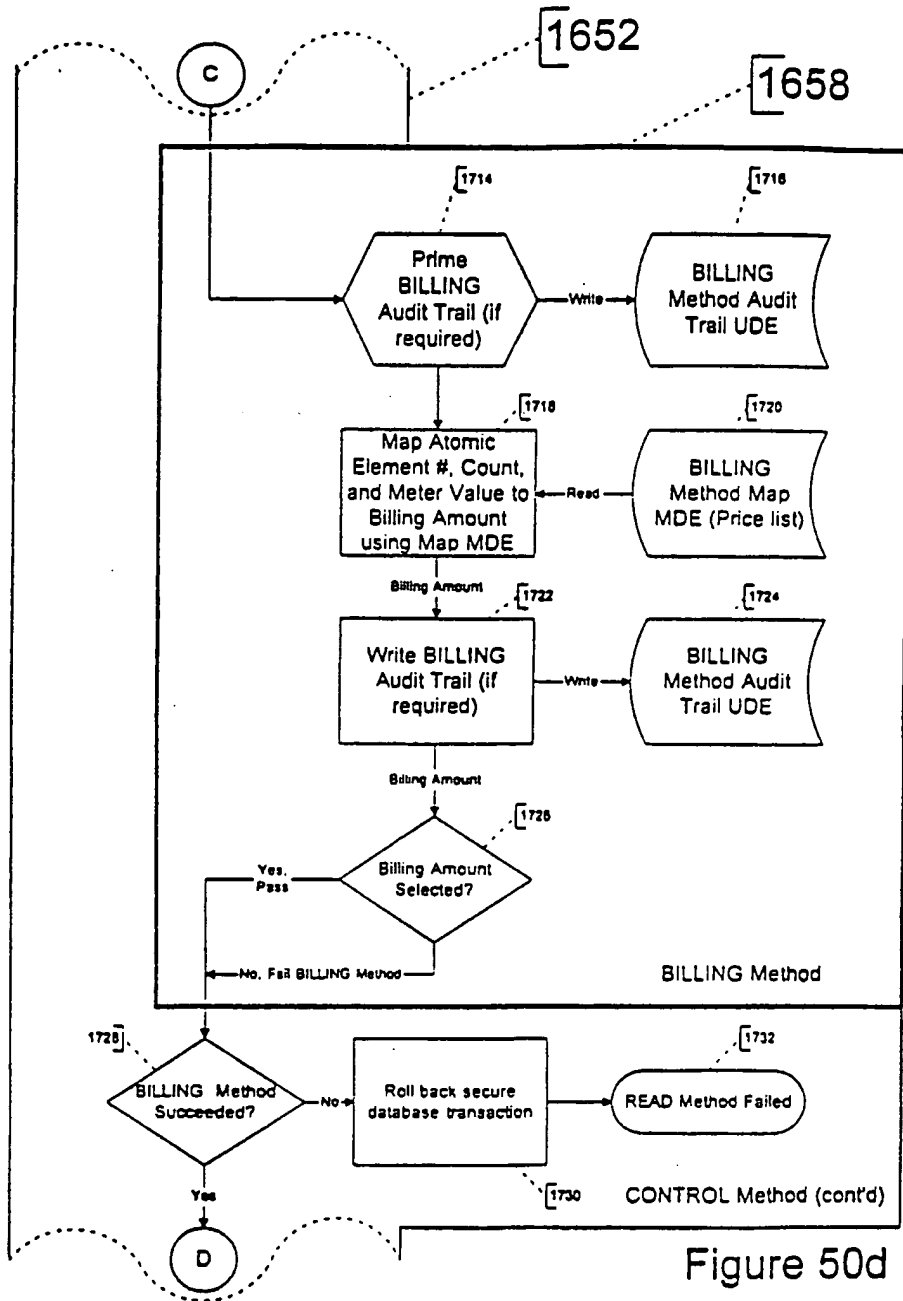 1652
C
1658
1714
1716
Prime
BILLING
Audit Trail (if
required)
Write
BILLING
Method Audit
Trail UDE
1718
1720
Map Atomic
Element #, Count,
and Meter Value to
Billing Amount
using Map MDE
Read
BILLING
Method Map
MDE (Price list)
Billing Amount
1722
1724
Write BILLING
Audit Trail (if
required)
Write
BILLING
Method Audit
Trail UDE
Billing Amount
1726
Billing Amount
Selected?
Yes,
Pass
No, Fail BILLING Method
BILLING Method
1728
BILLING Method
Succeeded?
No
Roll back secure
database transaction
1732
READ Method Failed
1730
Yes
CONTROL Method (cont'd)
D
Figure 50d